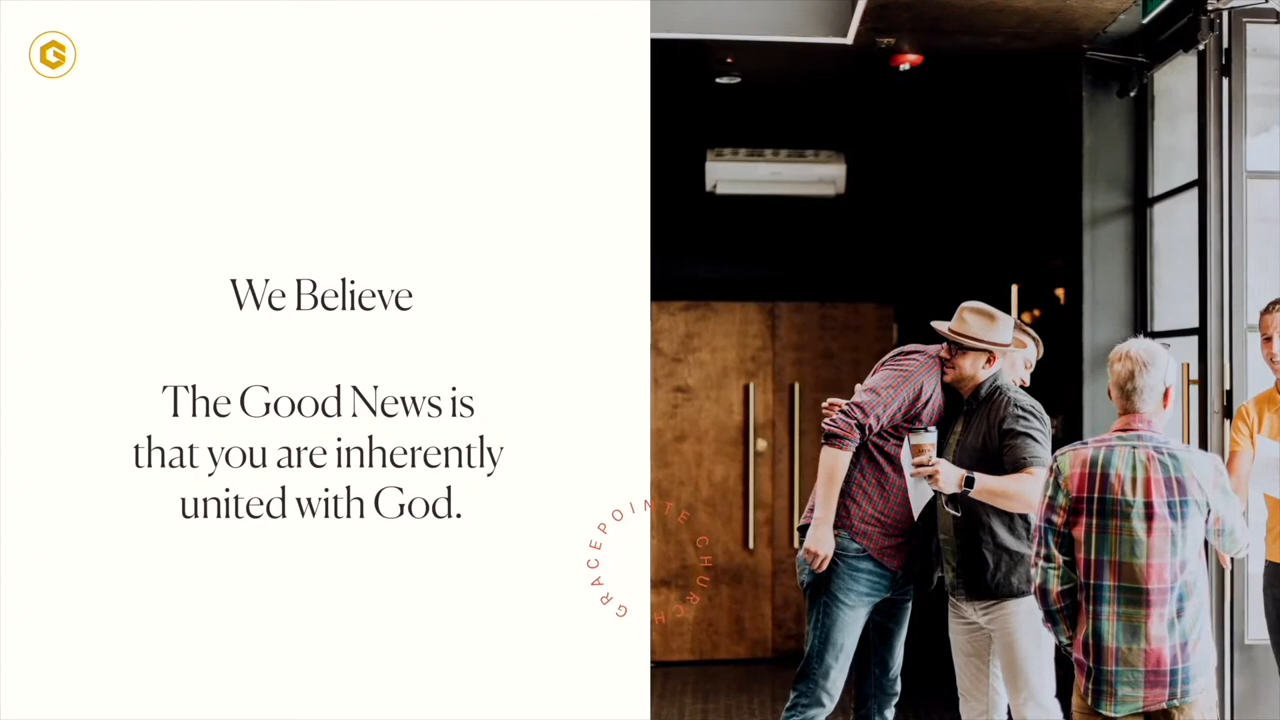 We Believe
The Good News is
that you are inherently
united with God.
GRACEPOINTE CHURCH